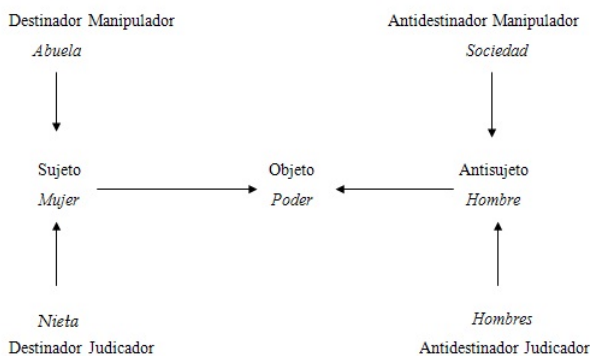 Destinador Manipulador
Antidestinador Manipulador
Abuela
Sociedad
Sujeto
Objeto
Antisujeto
Mujer
Poder
Hombre
Nieta
Hombres
Destinador Judicador
Antidestinador Judicador